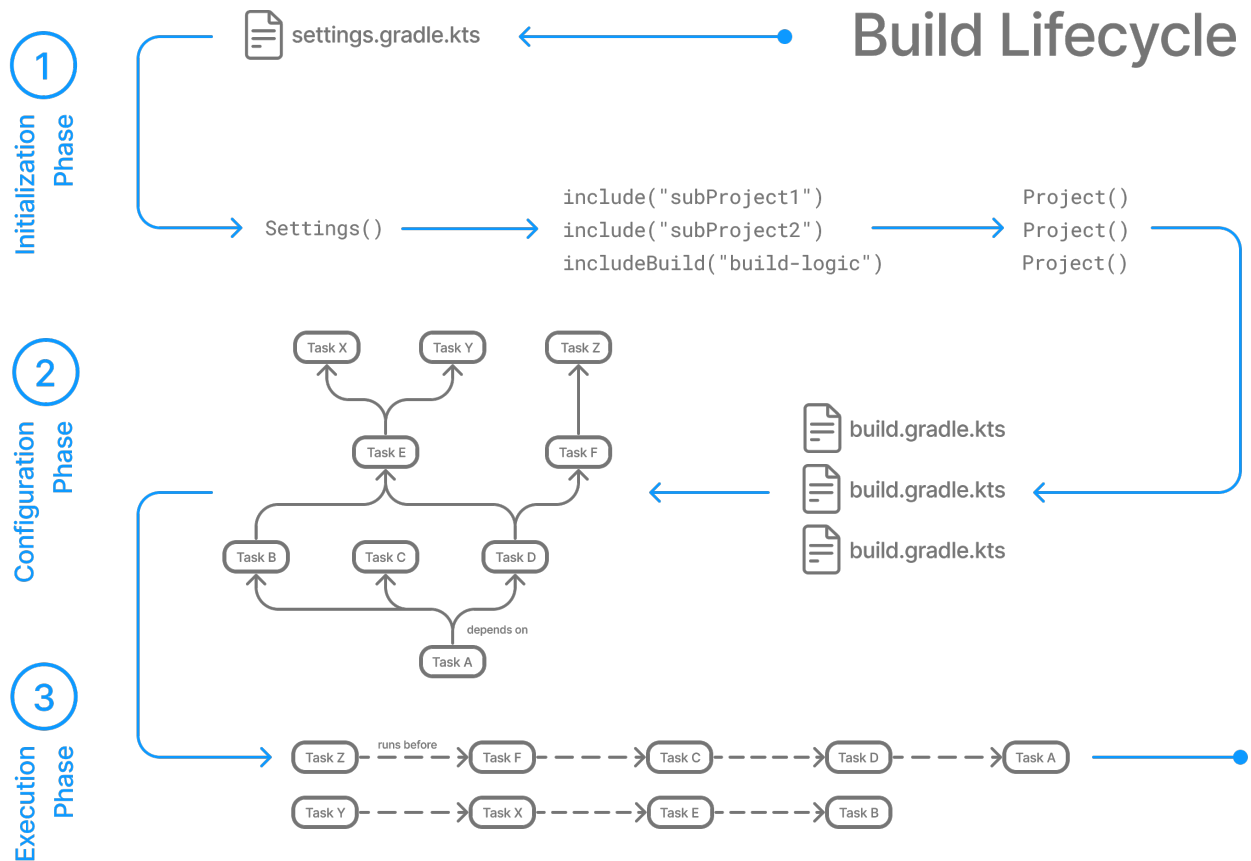 Build Lifecycle
1
Initialization
Phase
settings.gradle.kts
Settings()
include("subProject1")
include("subProject2")
includeBuild("build-logic")
Project()
Project()
Project()
2
Configuration
Phase
Task X
Task Y
Task Z
Task E
Task F
Task B
Task C
Task D
depends on
Task A
build.gradle.kts
build.gradle.kts
build.gradle.kts
3
Execution
Phase
Task Z
runs before
Task F
Task C
Task D
Task A
Task Y
Task X
Task E
Task B